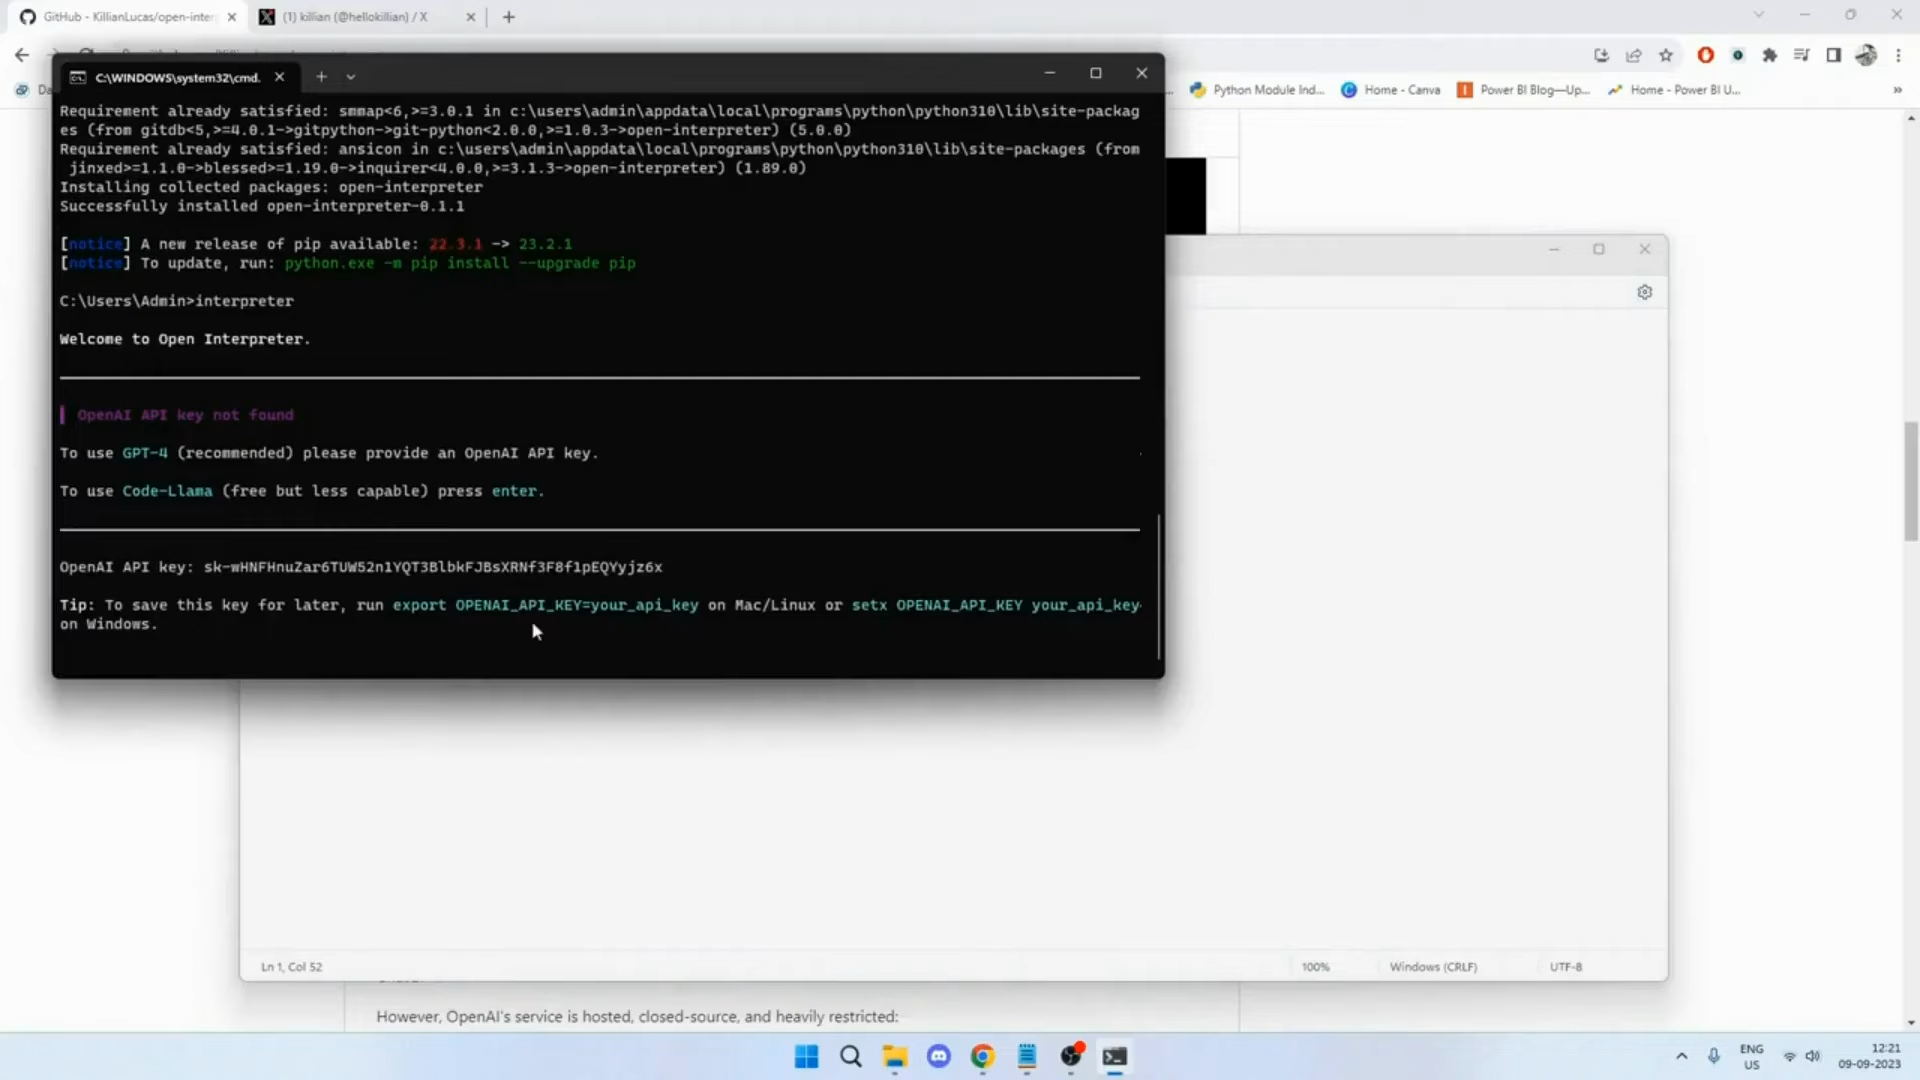 GitHub - KillianLucas/open-inter
(1) killian (@hellokillian) / X
Python Module Ind...
Home - Canva
Power BI Blog—Up...
Home - Power BI U...
C:\WINDOWS\system32\cmd.
Requirement already satisfied: smmap<6,>=3.0.1 in c:\users\admin\appdata\local\programs\python\python310\lib\site-packag
es (from gitdb<5,>=4.0.1->gitpython->git-python<2.0.0,>=1.0.3->open-interpreter) (5.0.0)
Requirement already satisfied: ansicon in c:\users\admin\appdata\local\programs\python\python310\lib\site-packages (from
jinxed>=1.1.0->blessed>=1.19.0->inquirer<4.0.0,>=3.1.3->open-interpreter) (1.89.0)
Installing collected packages: open-interpreter
Successfully installed open-interpreter-0.1.1
[notice] A new release of pip available: 22.3.1 -> 23.2.1
[notice] To update, run: python.exe -m pip install --upgrade pip
C:\Users\Admin>interpreter
Welcome to Open Interpreter.
OpenAI API key not found
To use GPT-4 (recommended) please provide an OpenAI API key.
To use Code-Llama (free but less capable) press enter.
OpenAI API key: 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
Tip: To save this key for later, run export OPENAI_API_KEY=your_api_key on Mac/Linux or setx OPENAI_API_KEY your_api_key
on Windows.
Ln 1, Col 52
100%
Windows (CRLF)
UTF-8
However, OpenAI's service is hosted, closed-source, and heavily restricted:
ENG
US
12:21
09-09-2023